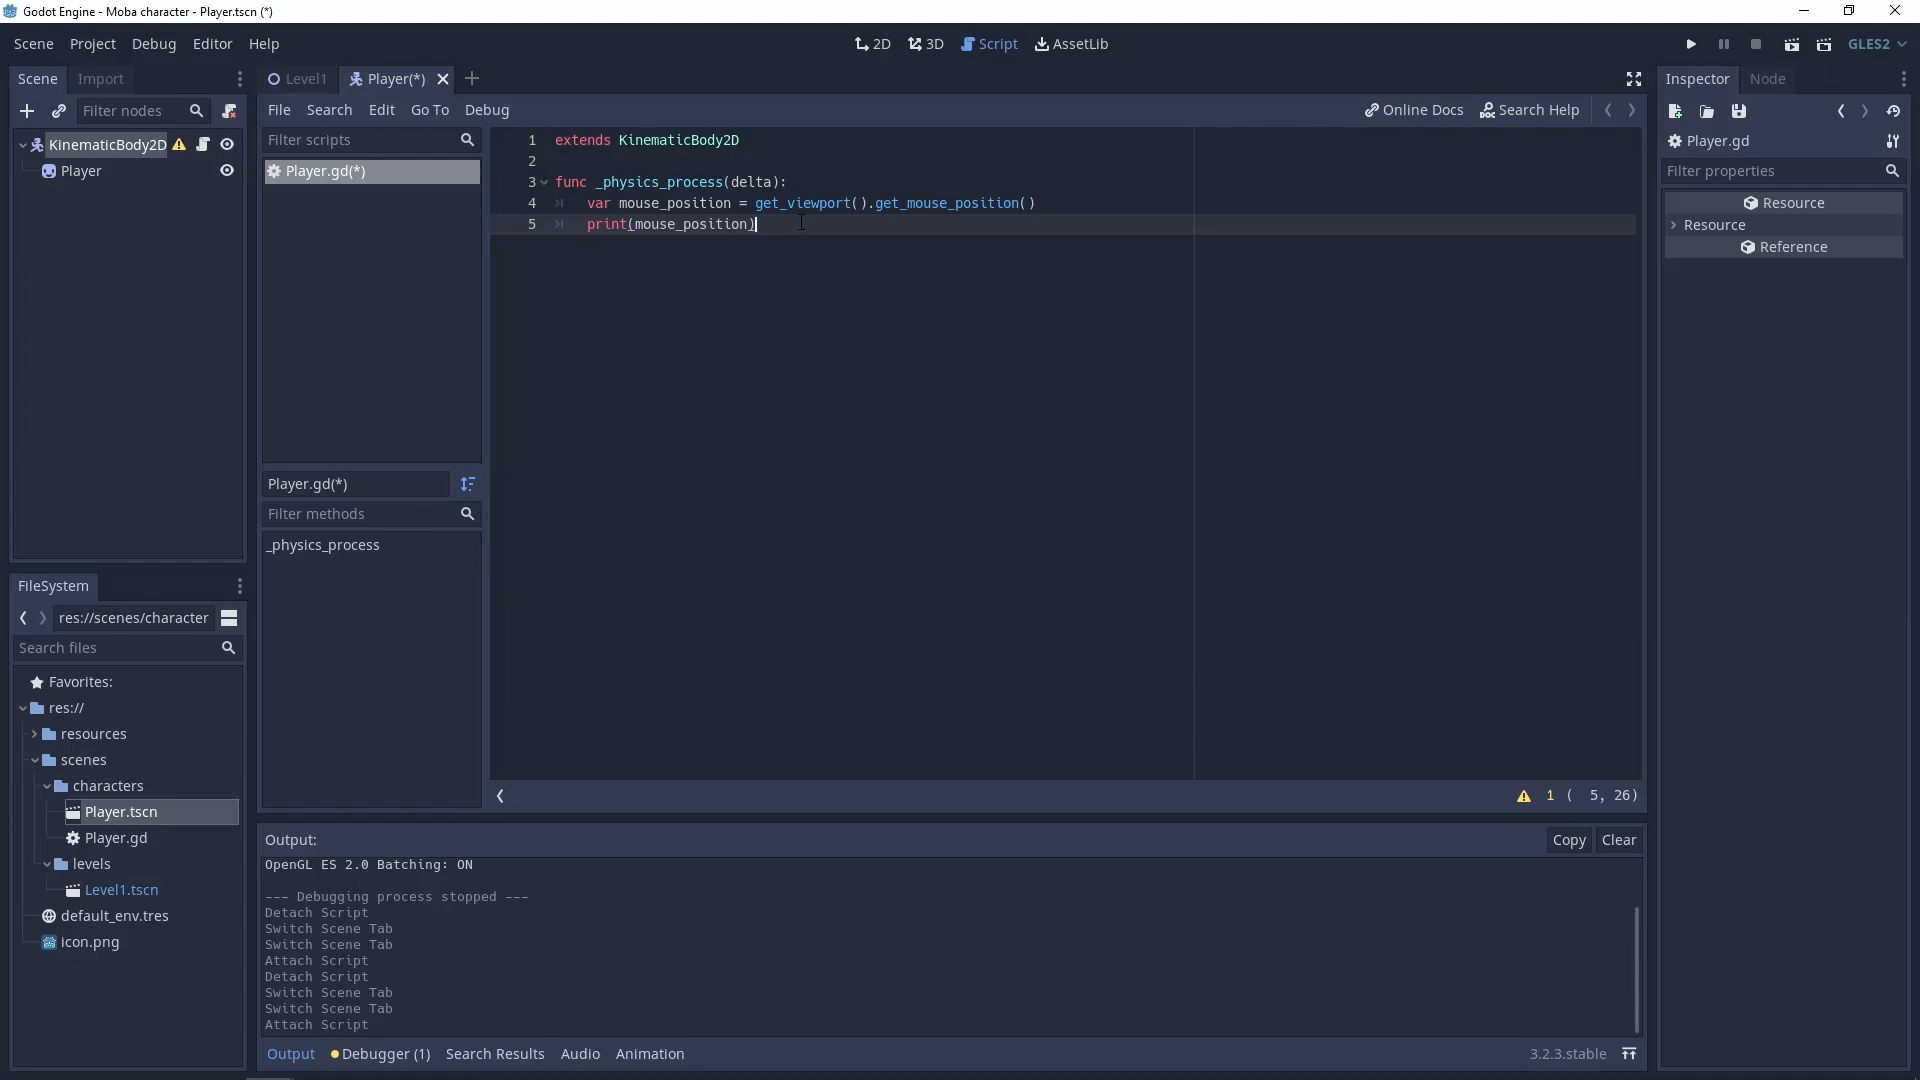 Godot Engine - Moba character - Player.tscn (*)
Scene Project Debug Editor Help
2D 3D Script AssetLib
GLES2
Scene Import
Level1 Player(*)
Inspector Node
Filter nodes
File Search Edit Go To Debug
Online Docs Search Help
KinematicBody2D
Player
Filter scripts
Player.gd(*)
1 extends KinematicBody2D
2
3 func _physics_process(delta):
4 var mouse_position = get_viewport().get_mouse_position()
5 print(mouse_position)
Player.gd
Filter properties
Resource
Resource
Reference
Player.gd(*)
Filter methods
_physics_process
1 ( 5, 26)
FileSystem
res://scenes/character
Search files
Favorites:
res://
resources
scenes
characters
Player.tscn
Player.gd
levels
Level1.tscn
default_env.tres
icon.png
Output:
Copy Clear
OpenGL ES 2.0 Batching: ON
--- Debugging process stopped ---
Detach Script
Switch Scene Tab
Switch Scene Tab
Attach Script
Detach Script
Switch Scene Tab
Switch Scene Tab
Attach Script
Output Debugger (1) Search Results Audio Animation
3.2.3.stable